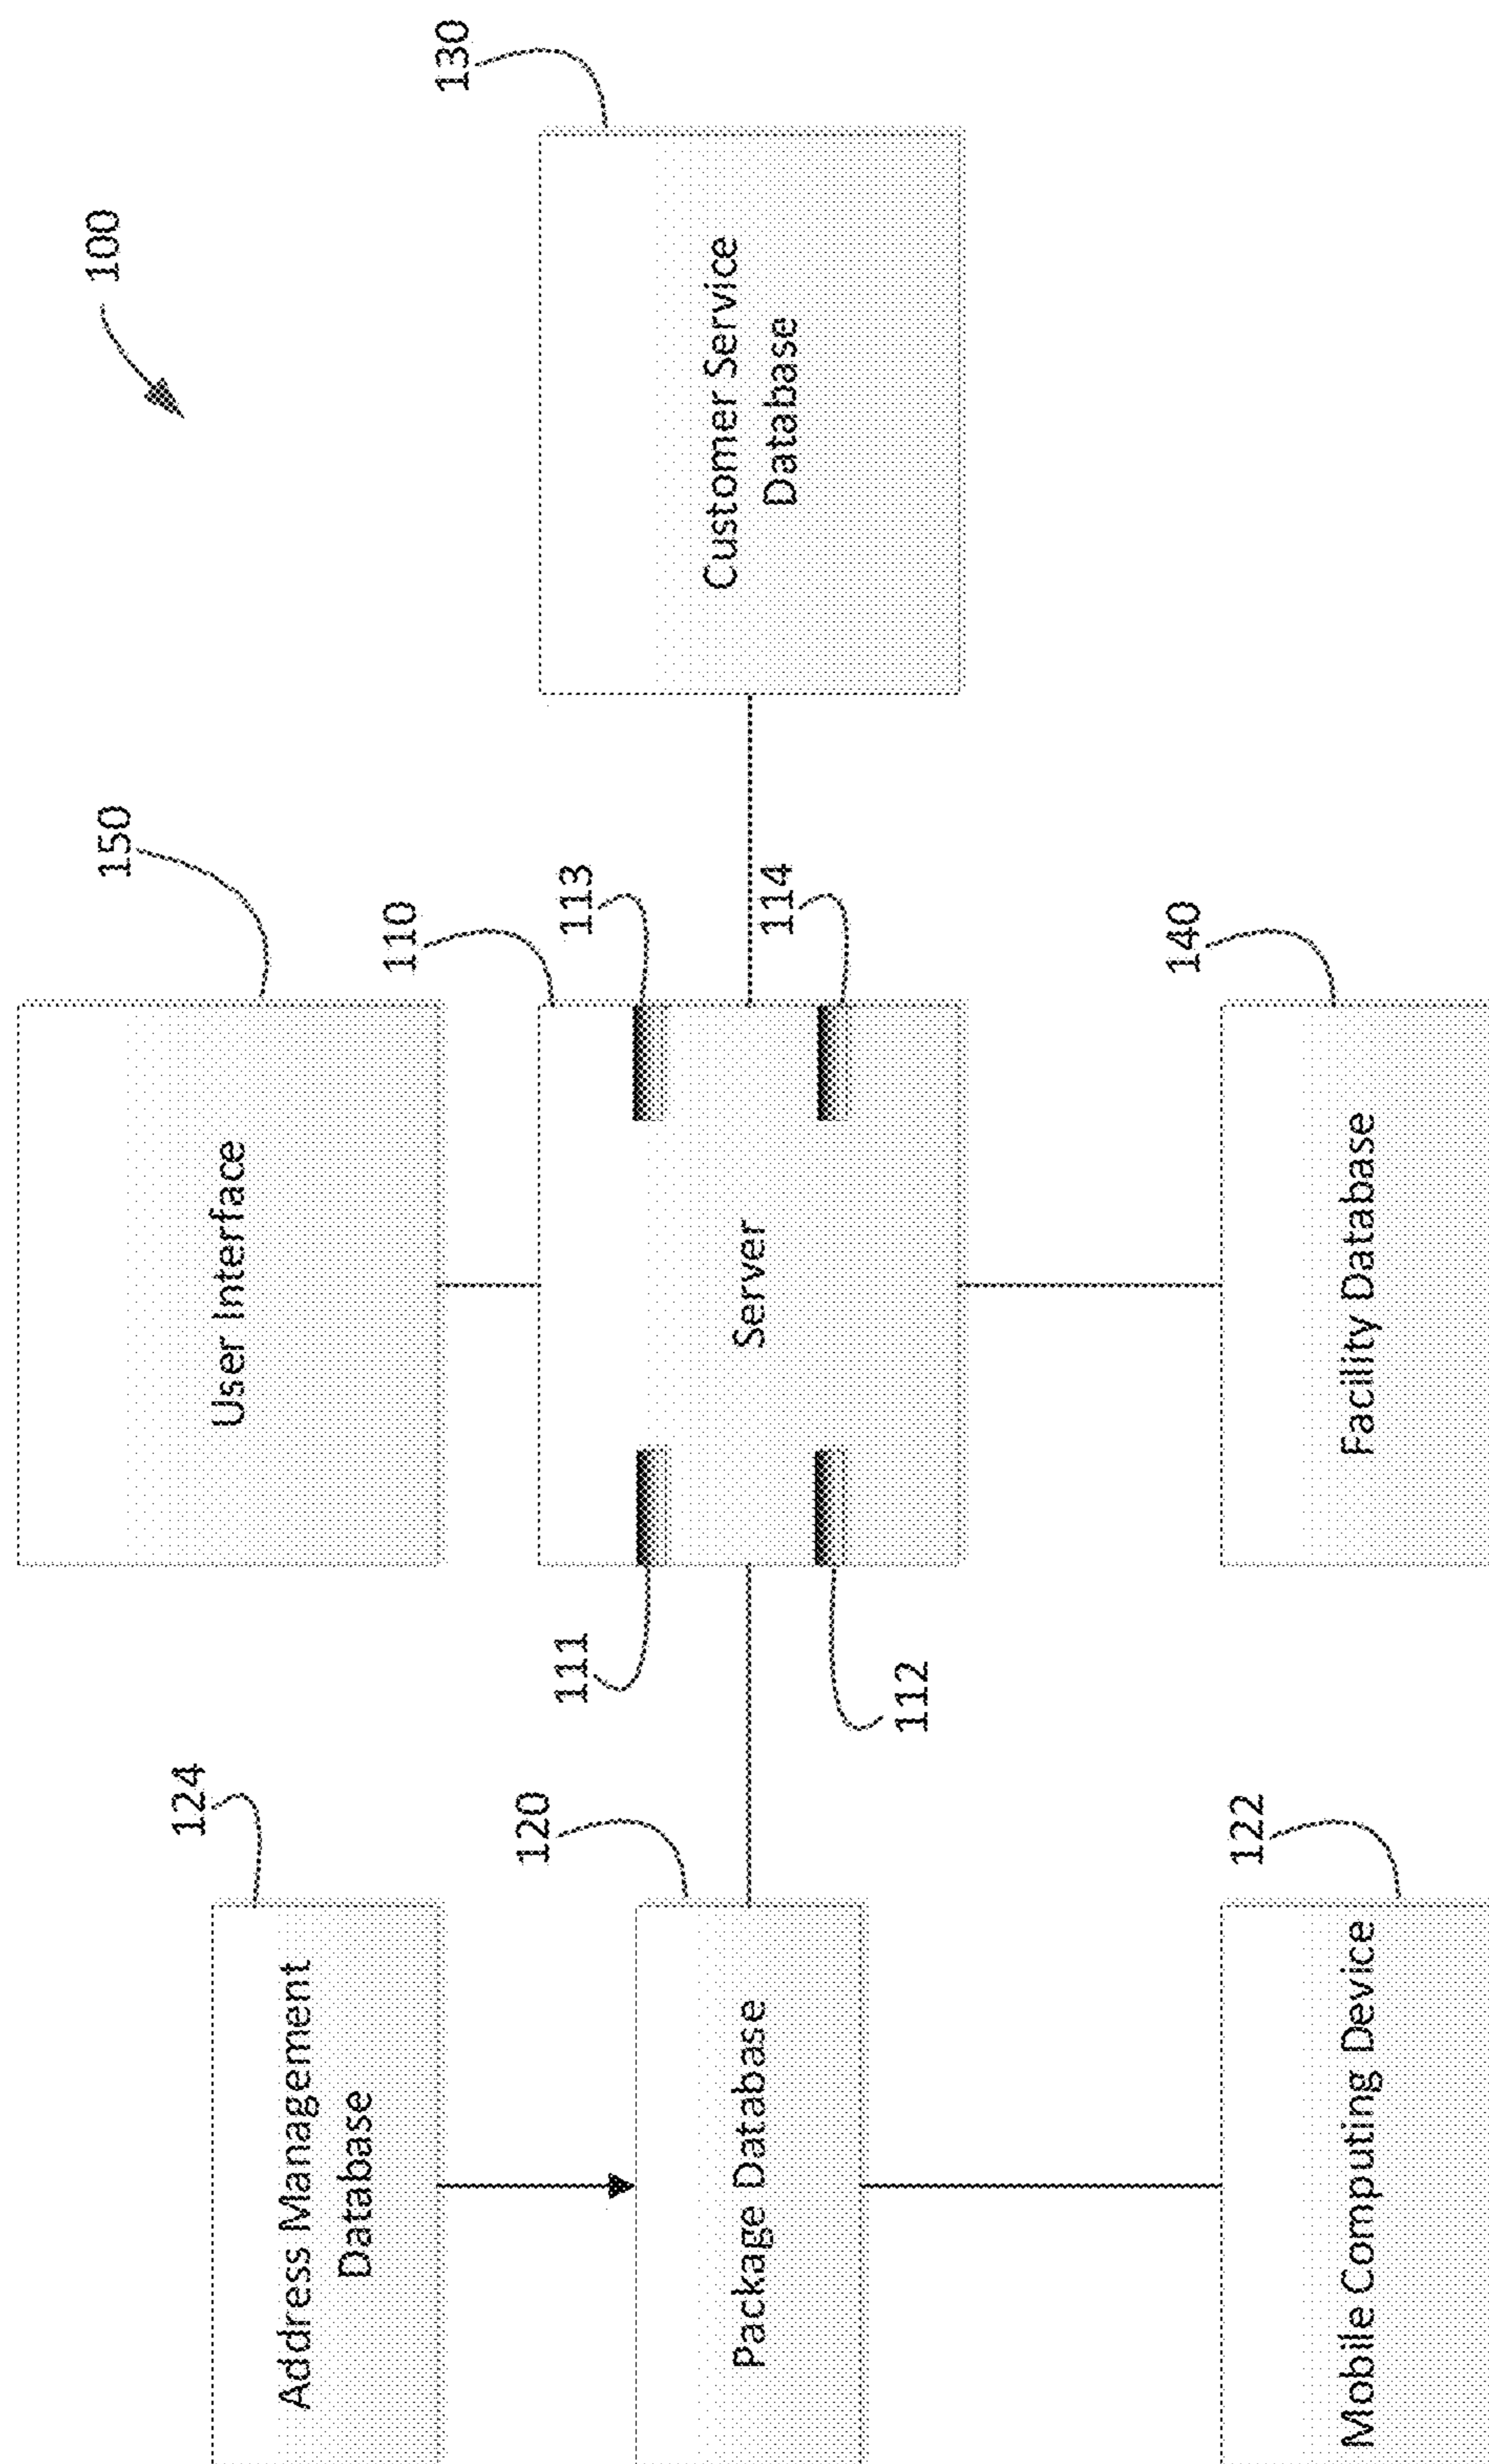 100
150
User Interface
124
Address Management
Database
110
130
111
113
Server
Customer Service
Database
120
Package Database
112
114
140
Facility Database
122
Mobile Computing Device